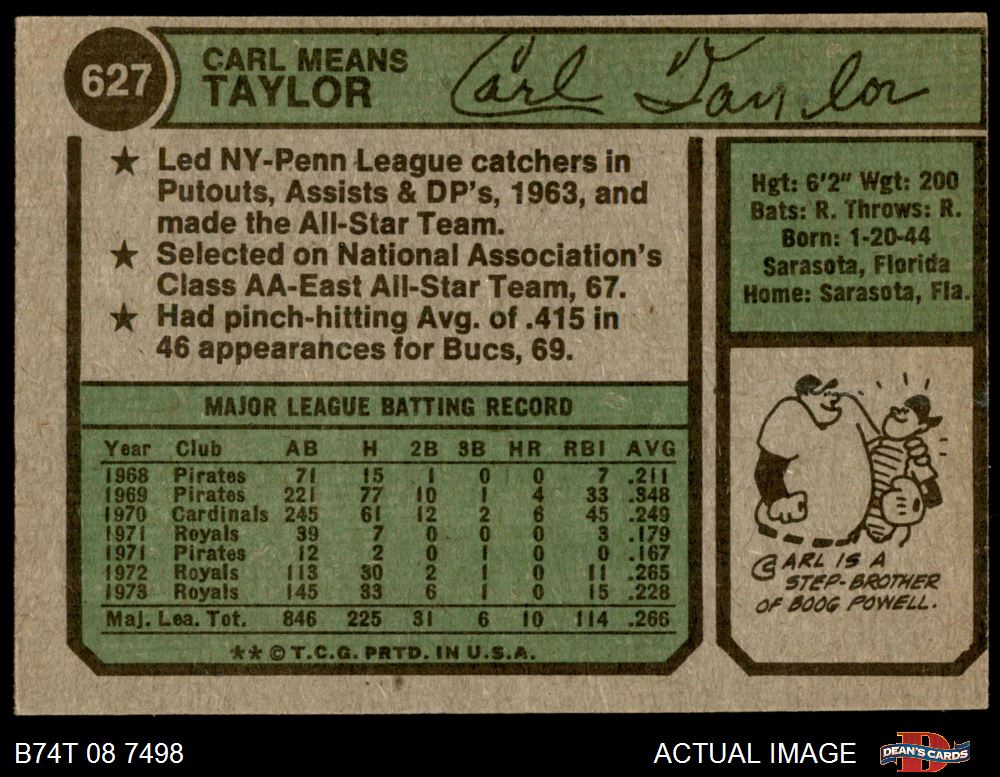 627
CARL MEANS
TAYLOR
Carl Taylor
★ Led NY-Penn League catchers in
Putouts, Assists & DP's, 1963, and
made the All-Star Team.
★ Selected on National Association's
Class AA-East All-Star Team, 67.
★ Had pinch-hitting Avg. of .415 in
46 appearances for Bucs, 69.
Hgt: 6'2" Wgt: 200
Bats: R. Throws: R.
Born: 1-20-44
Sarasota, Florida
Home: Sarasota, Fla.
MAJOR LEAGUE BATTING RECORD
Year Club AB H 2B 3B HR RBI AVG
1968 Pirates 71 15 1 0 0 7 .211
1969 Pirates 221 77 10 1 4 33 .348
1970 Cardinals 245 61 12 2 6 45 .249
1971 Royals 39 7 0 0 0 3 .179
1971 Pirates 12 2 0 1 0 0 .167
1972 Royals 113 30 2 1 0 11 .265
1973 Royals 145 33 6 1 0 15 .228
Maj. Lea. Tot. 846 225 31 6 10 114 .266
** © T.C.G. PRTD. IN U.S.A.
CARL IS A
STEP-BROTHER
OF BOOG POWELL.
B74T 08 7498
ACTUAL IMAGE
D
DEAN'S CARDS